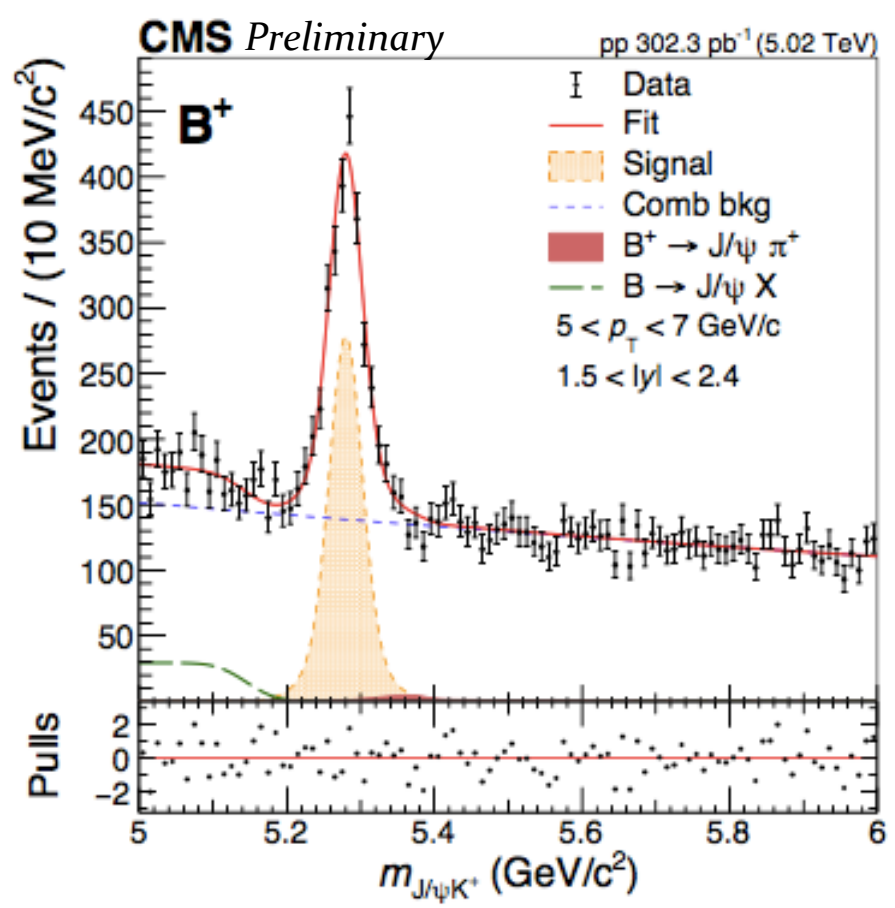 CMS Preliminary
pp 302.3 pb⁻¹ (5.02 TeV)
B⁺
Data
Fit
Signal
Comb bkg
B⁺ → J/ψ π⁺
B → J/ψ X
5 < p_T < 7 GeV/c
1.5 < |y| < 2.4
Events / (10 MeV/c²)
450
400
350
300
250
200
150
100
50
Pulls
2
0
−2
5
5.2
5.4
5.6
5.8
6
m_J/ψK⁺ (GeV/c²)